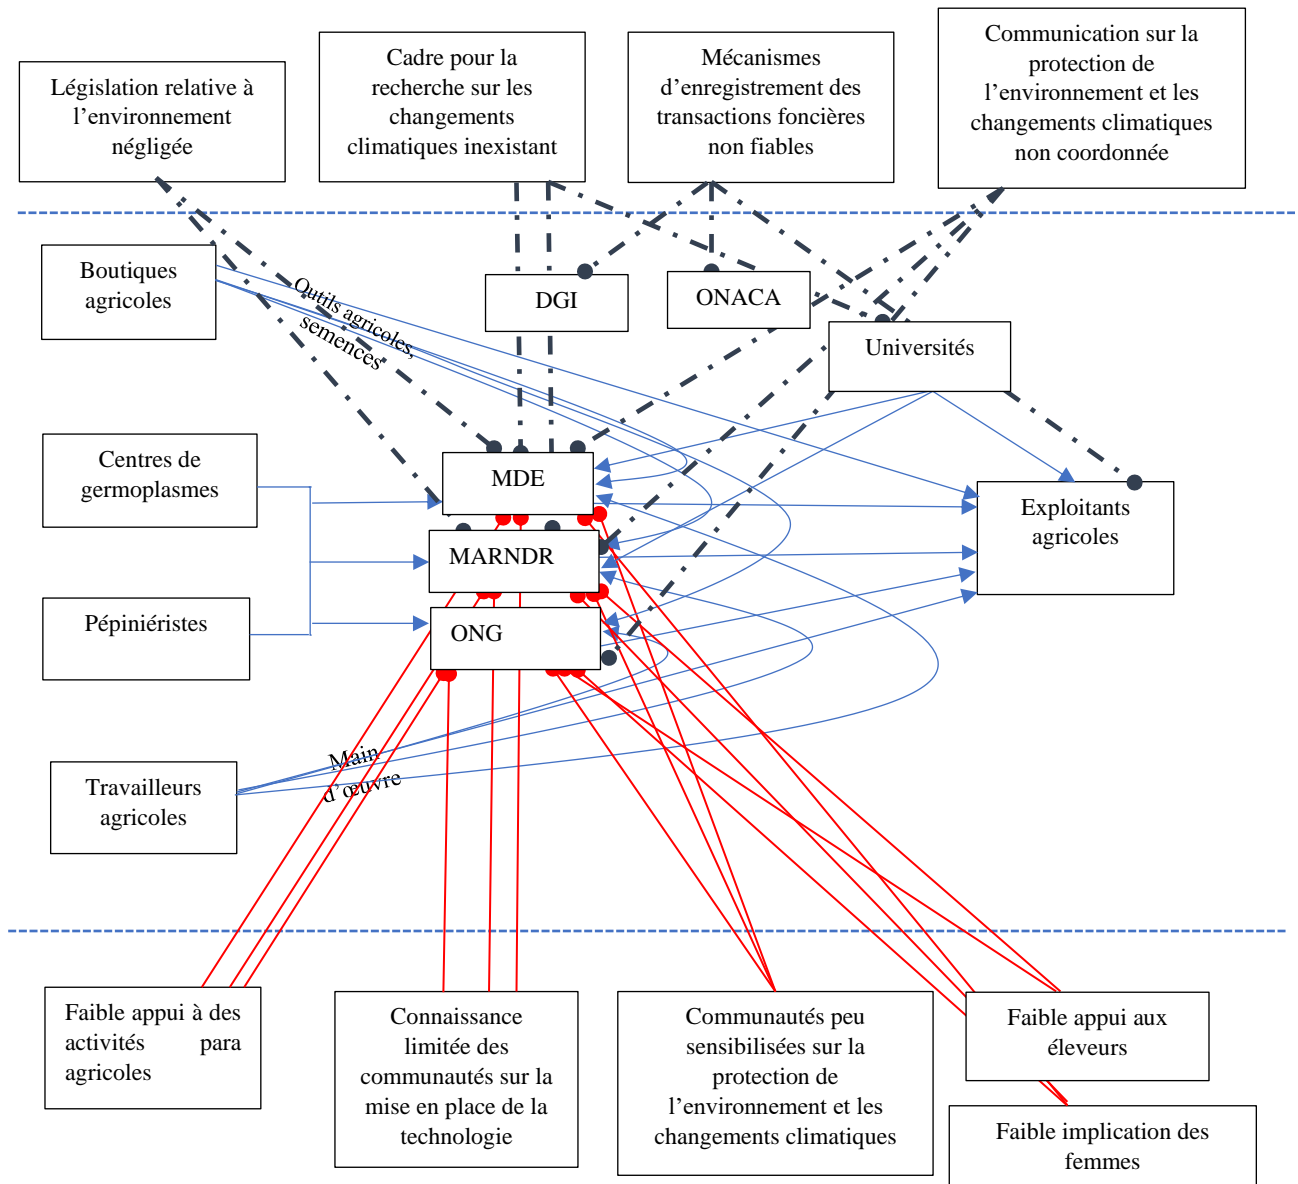 Législation relative à
l’environnement
négligée
Cadre pour la
recherche sur les
changements
climatiques inexistant
Mécanismes
d’enregistrement des
transactions foncières
non fiables
Communication sur la
protection de
l’environnement et les
changements climatiques
non coordonnée
Boutiques
agricoles
Outils agricoles,
semences
DGI
ONACA
Universités
Centres de
germoplasmes
MDE
Exploitants
agricoles
MARNDR
Pépiniéristes
ONG
Travailleurs
agricoles
Main
d’œuvre
Faible appui à des
activités para
agricoles
Connaissance
limitée des
communautés sur la
mise en place de la
technologie
Communautés peu
sensibilisées sur la
protection de
l’environnement et les
changements climatiques
Faible appui aux
éleveurs
Faible implication des
femmes